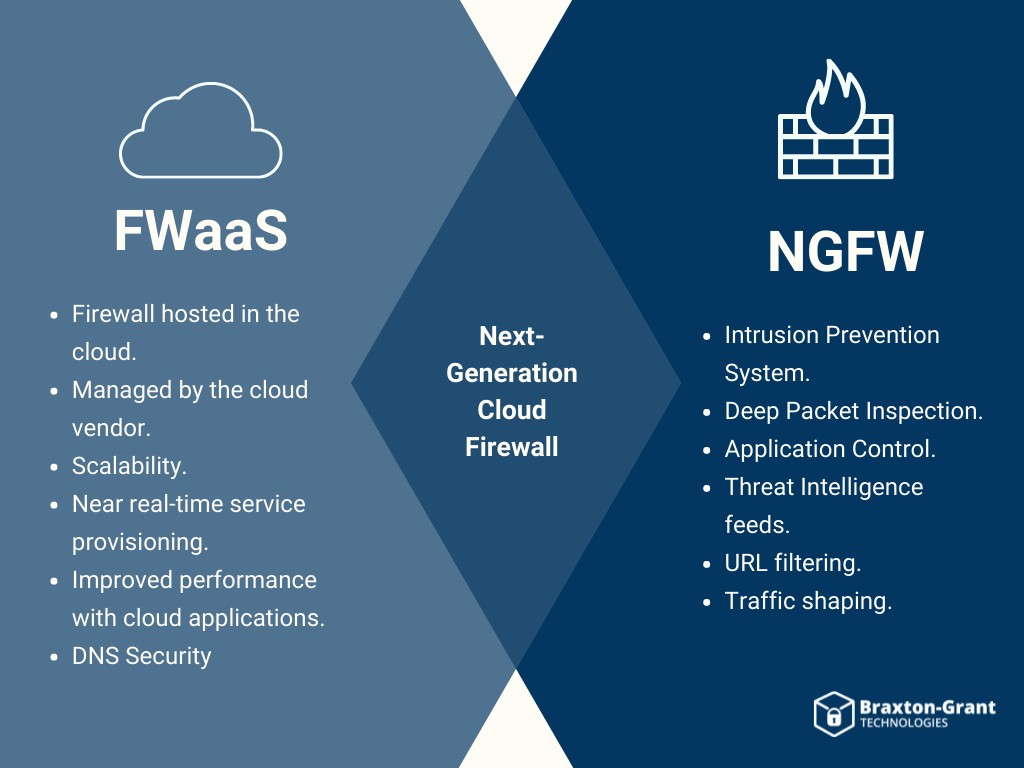 FWaaS
• Firewall hosted in the
cloud.
• Managed by the cloud
vendor.
• Scalability.
• Near real-time service
provisioning.
• Improved performance
with cloud applications.
• DNS Security
Next-
Generation
Cloud
Firewall
NGFW
• Intrusion Prevention
System.
• Deep Packet Inspection.
• Application Control.
• Threat Intelligence
feeds.
• URL filtering.
• Traffic shaping.
Braxton-Grant
TECHNOLOGIES